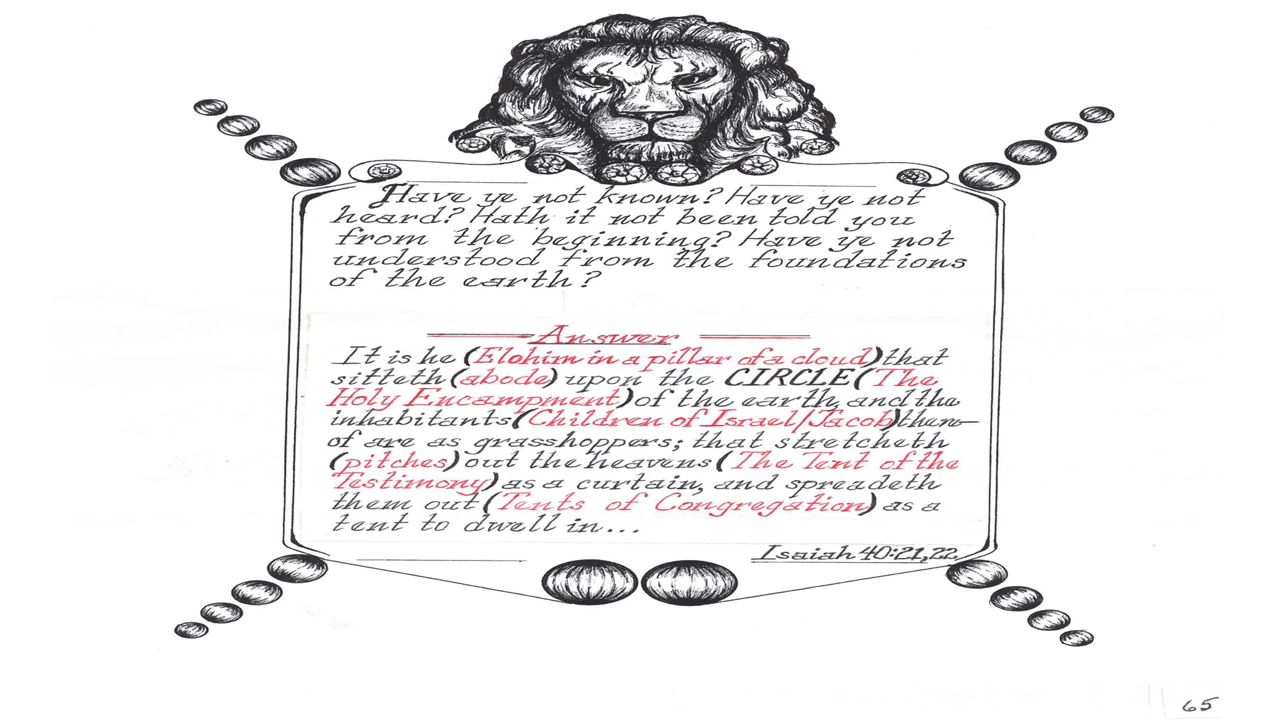 Have ye not known? Have ye not
heard? Hath it not been told you
from the beginning? Have ye not
understood from the foundations
of the earth?
Answer
It is he (Elohim in a pillar of a cloud) that
sitteth (abode) upon the CIRCLE (The
Holy Encampment) of the earth, and the
inhabitants (Children of Israel/Jacob) there-
of are as grasshoppers; that stretcheth
(pitches) out the heavens (The Tent of the
Testimony) as a curtain, and spreadeth
them out (Tents of Congregation) as a
tent to dwell in...
Isaiah 40:21,22
65